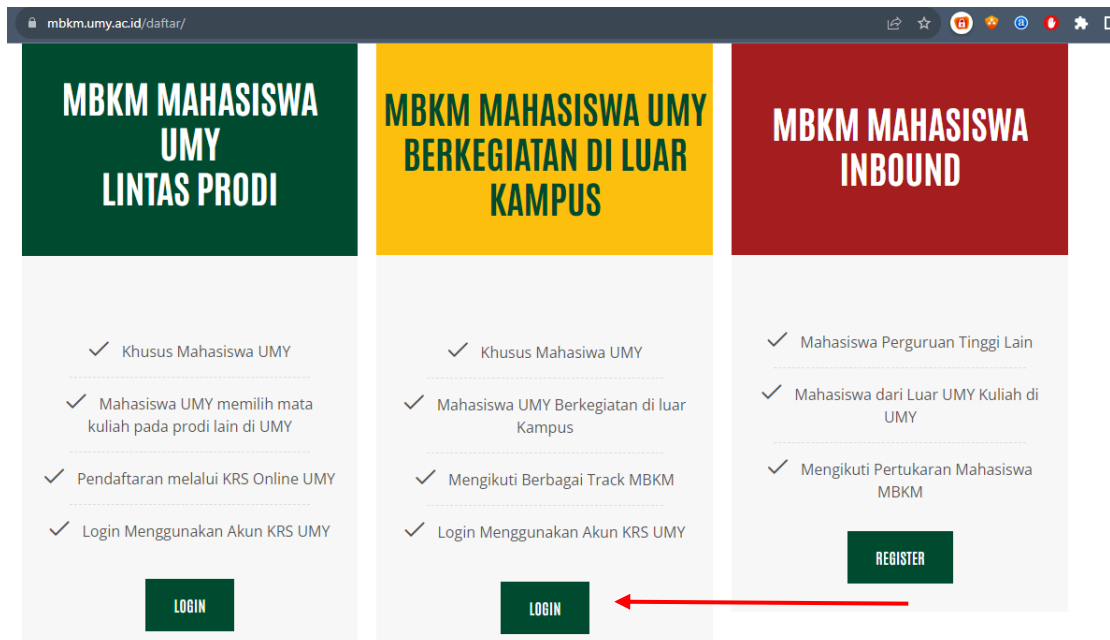 mbkm.umy.ac.id/daftar/
MBKM MAHASISWA
UMY
LINTAS PRODI
Khusus Mahasiswa UMY
Mahasiswa UMY memilih mata
kuliah pada prodi lain di UMY
Pendaftaran melalui KRS Online UMY
Login Menggunakan Akun KRS UMY
LOGIN
MBKM MAHASISWA UMY
BERKEGIATAN DI LUAR
KAMPUS
Khusus Mahasiwa UMY
Mahasiswa UMY Berkegiatan di luar
Kampus
Mengikuti Berbagai Track MBKM
Login Menggunakan Akun KRS UMY
LOGIN
MBKM MAHASISWA
INBOUND
Mahasiswa Perguruan Tinggi Lain
Mahasiswa dari Luar UMY Kuliah di
UMY
Mengikuti Pertukaran Mahasiswa
MBKM
REGISTER